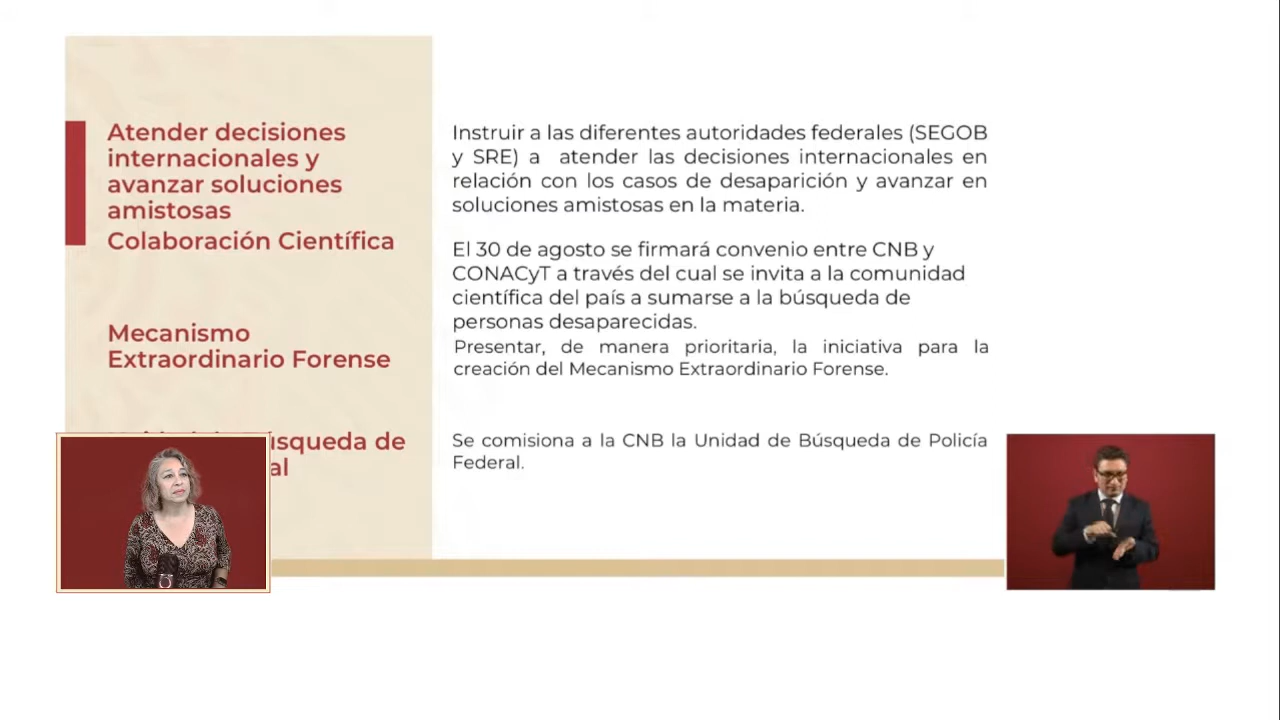 Atender decisiones
internacionales y
avanzar soluciones
amistosas
Instruir a las diferentes autoridades federales (SEGOB
y SRE) a atender las decisiones internacionales en
relación con los casos de desaparición y avanzar en
soluciones amistosas en la materia.
Colaboración Científica
El 30 de agosto se firmará convenio entre CNB y
CONACyT a través del cual se invita a la comunidad
científica del país a sumarse a la búsqueda de
personas desaparecidas.
Mecanismo
Extraordinario Forense
Presentar, de manera prioritaria, la iniciativa para la
creación del Mecanismo Extraordinario Forense.
úsqueda de
al
Se comisiona a la CNB la Unidad de Búsqueda de Policía
Federal.